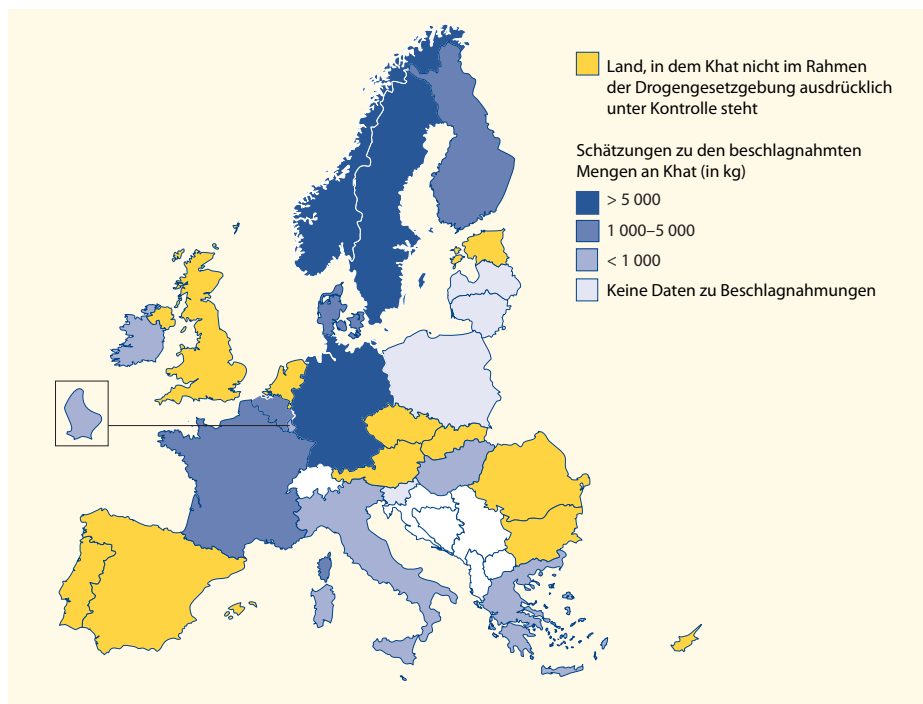 Land, in dem Khat nicht im Rahmen
der Drogengesetzgebung ausdrücklich
unter Kontrolle steht
Schätzungen zu den beschlagnahmten
Mengen an Khat (in kg)
> 5 000
1 000–5 000
< 1 000
Keine Daten zu Beschlagnahmungen